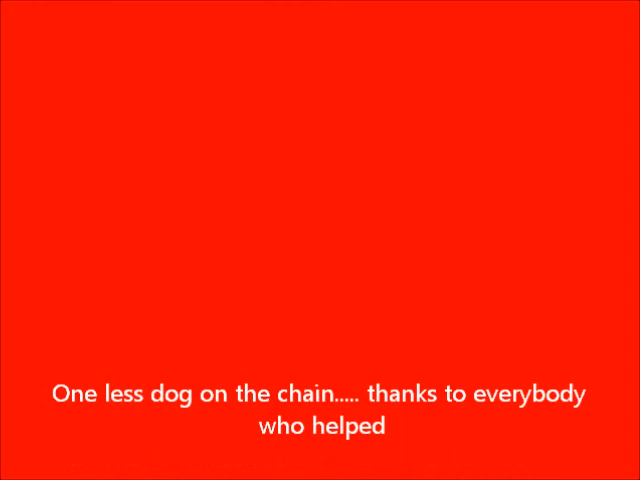 One less dog on the chain..... thanks to everybody
who helped